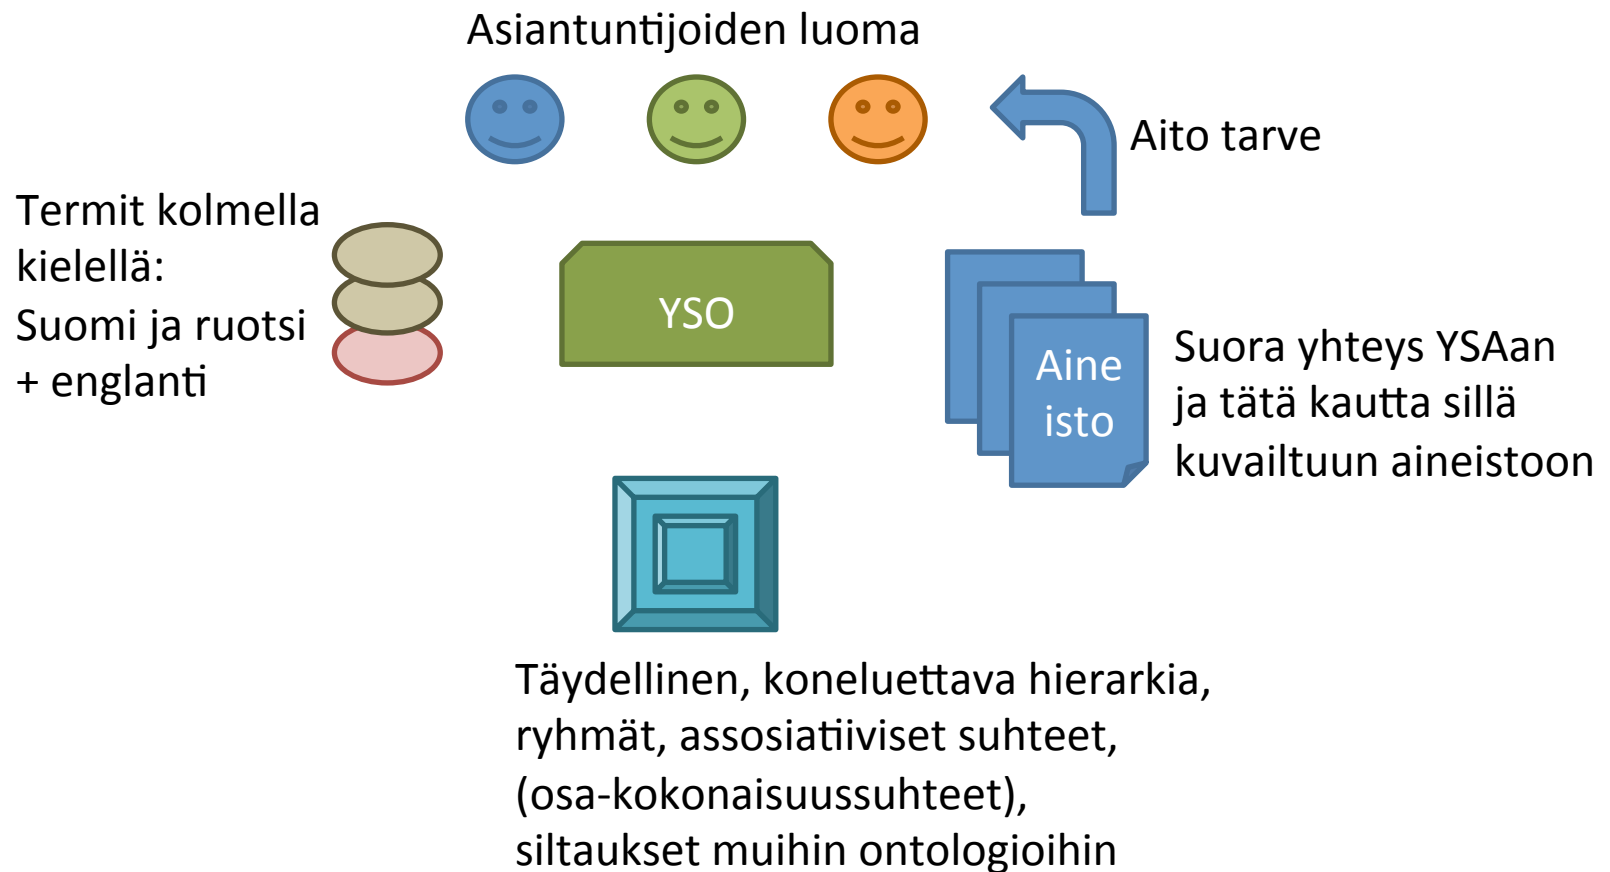 Asiantuntijoiden luoma
Aito tarve
Termit kolmella
kielellä:
Suomi ja ruotsi
+ englanti
YSO
Aine
isto
Suora yhteys YSAan
ja tätä kautta sillä
kuvailtuun aineistoon
Täydellinen, koneluettava hierarkia,
ryhmät, assosiatiiviset suhteet,
(osa-kokonaisuussuhteet),
siltaukset muihin ontologioihin